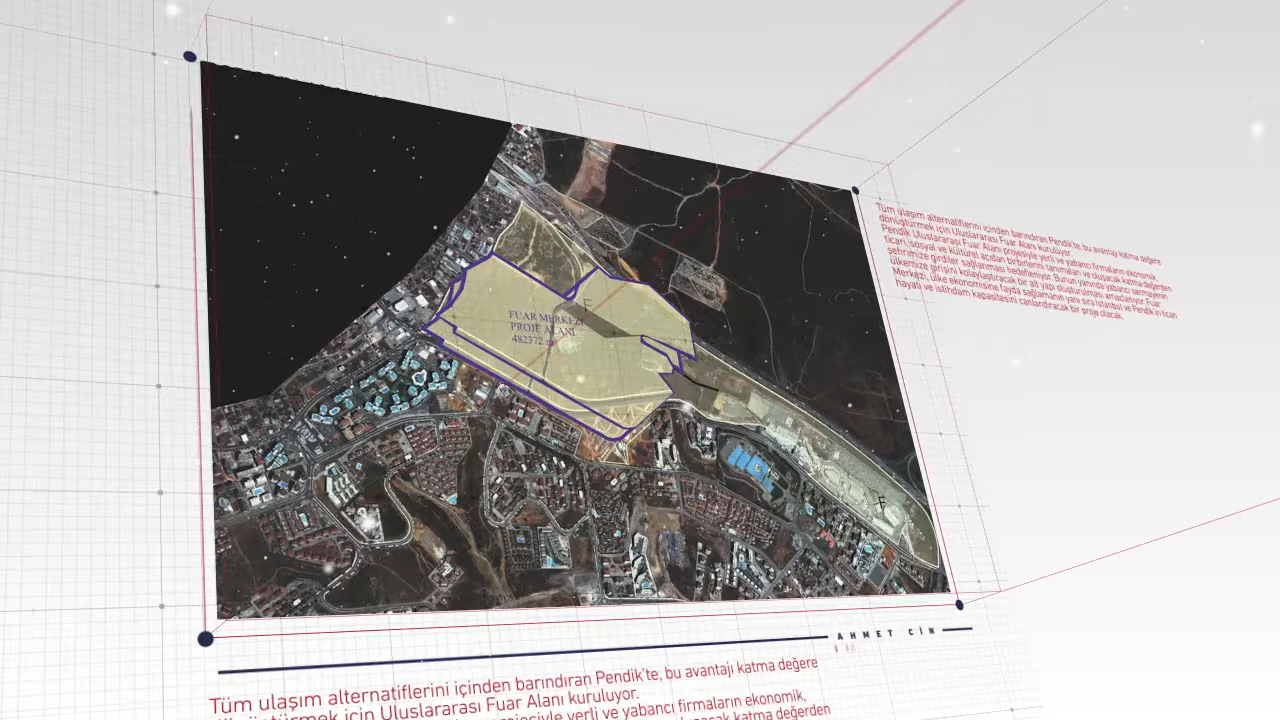 FUAR MERKEZİ
PROJE ALANI
482372
F
F
Tüm ulaşım alternatiflerini içinden barındıran Pendik'te, bu avantajı katma değere
dönüştürmek için Uluslararası Fuar Alanı kuruluyor.
Pendik Uluslararası Fuar Alanı projesiyle yerli ve yabancı firmaların ekonomik,
ticari, sosyal ve kültürel açıdan birbirlerini tanımaları ve oluşacak katma değerden
şehrimize girdiler sağlanması hedefleniyor. Bunun yanında yabancı sermayenin
ülkemize girişini kolaylaştıracak bir alt yapı oluşturulması amaçlanıyor. Fuar
Merkezi, ülke ekonomisine fayda sağlamanın yanı sıra İstanbul ve Pendik'in ticari
hayatı ve istihdam kapasitesini canlandıracak bir proje olacak.
AHMET CİN
Tüm ulaşım alternatiflerini içinden barındıran Pendik'te, bu avantajı katma değere
dönüştürmek için Uluslararası Fuar Alanı kuruluyor.
projesiyle yerli ve yabancı firmaların ekonomik,
katma değerden